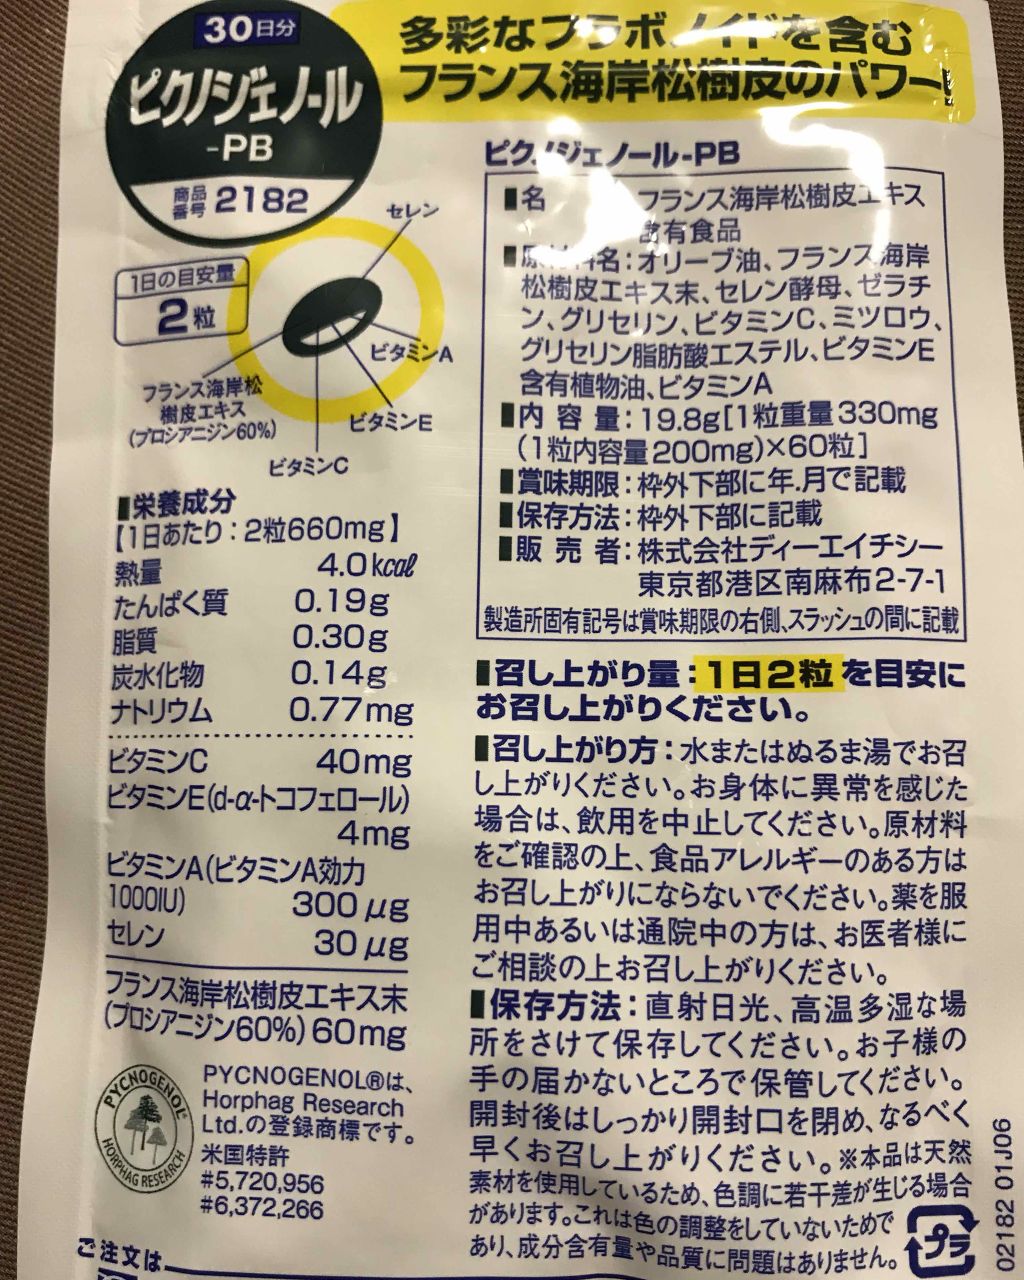 30日分
ピクノジェノール
-PB
商品番号 2182
多彩なフラボノイドを含む
フランス海岸松樹皮のパワー!
1日の目安量
2粒
セレン
ビタミンA
ビタミンE
ビタミンC
フランス海岸松
樹皮エキス
(プロシアニジン60%)
■栄養成分
【1日あたり：2粒660mg】
熱量 4.0kcal
たんぱく質 0.19g
脂質 0.30g
炭水化物 0.14g
ナトリウム 0.77mg
ビタミンC 40mg
ビタミンE(d-α-トコフェロール)
4mg
ビタミンA(ビタミンA効力
1000IU) 300μg
セレン 30μg
フランス海岸松樹皮エキス末
(プロシアニジン60%) 60mg
PYCNOGENOL®
HORPHAG RESEARCH
PYCNOGENOL®は、
Horphag Research
Ltd.の登録商標です。
米国特許
#5,720,956
#6,372,266
ご注文は
ピクノジェノール-PB
■名 フランス海岸松樹皮エキス
含有食品
■原材料名：オリーブ油、フランス海岸
松樹皮エキス末、セレン酵母、ゼラチ
ン、グリセリン、ビタミンC、ミツロウ、
グリセリン脂肪酸エステル、ビタミンE
含有植物油、ビタミンA
■内容量：19.8g[1粒重量330mg
(1粒内容量200mg)×60粒]
■賞味期限：枠外下部に年.月で記載
■保存方法：枠外下部に記載
■販売者：株式会社ディーエイチシー
東京都港区南麻布2-7-1
製造所固有記号は賞味期限の右側、スラッシュの間に記載
■召し上がり量：1日2粒を目安に
お召し上がりください。
■召し上がり方：水またはぬるま湯でお召
し上がりください。お身体に異常を感じた
場合は、飲用を中止してください。原材料
をご確認の上、食品アレルギーのある方は
お召し上がりにならないでください。薬を服
用中あるいは通院中の方は、お医者様に
ご相談の上お召し上がりください。
■保存方法：直射日光、高温多湿な場
所をさけて保存してください。お子様の
手の届かないところで保管してください。
開封後はしっかり開封口を閉め、なるべく
早くお召し上がりください。※本品は天然
素材を使用しているため、色調に若干差が生じる場合
があります。これは色の調整をしていないためで
あり、成分含有量や品質に問題はありません。
プラ
02182 01J06